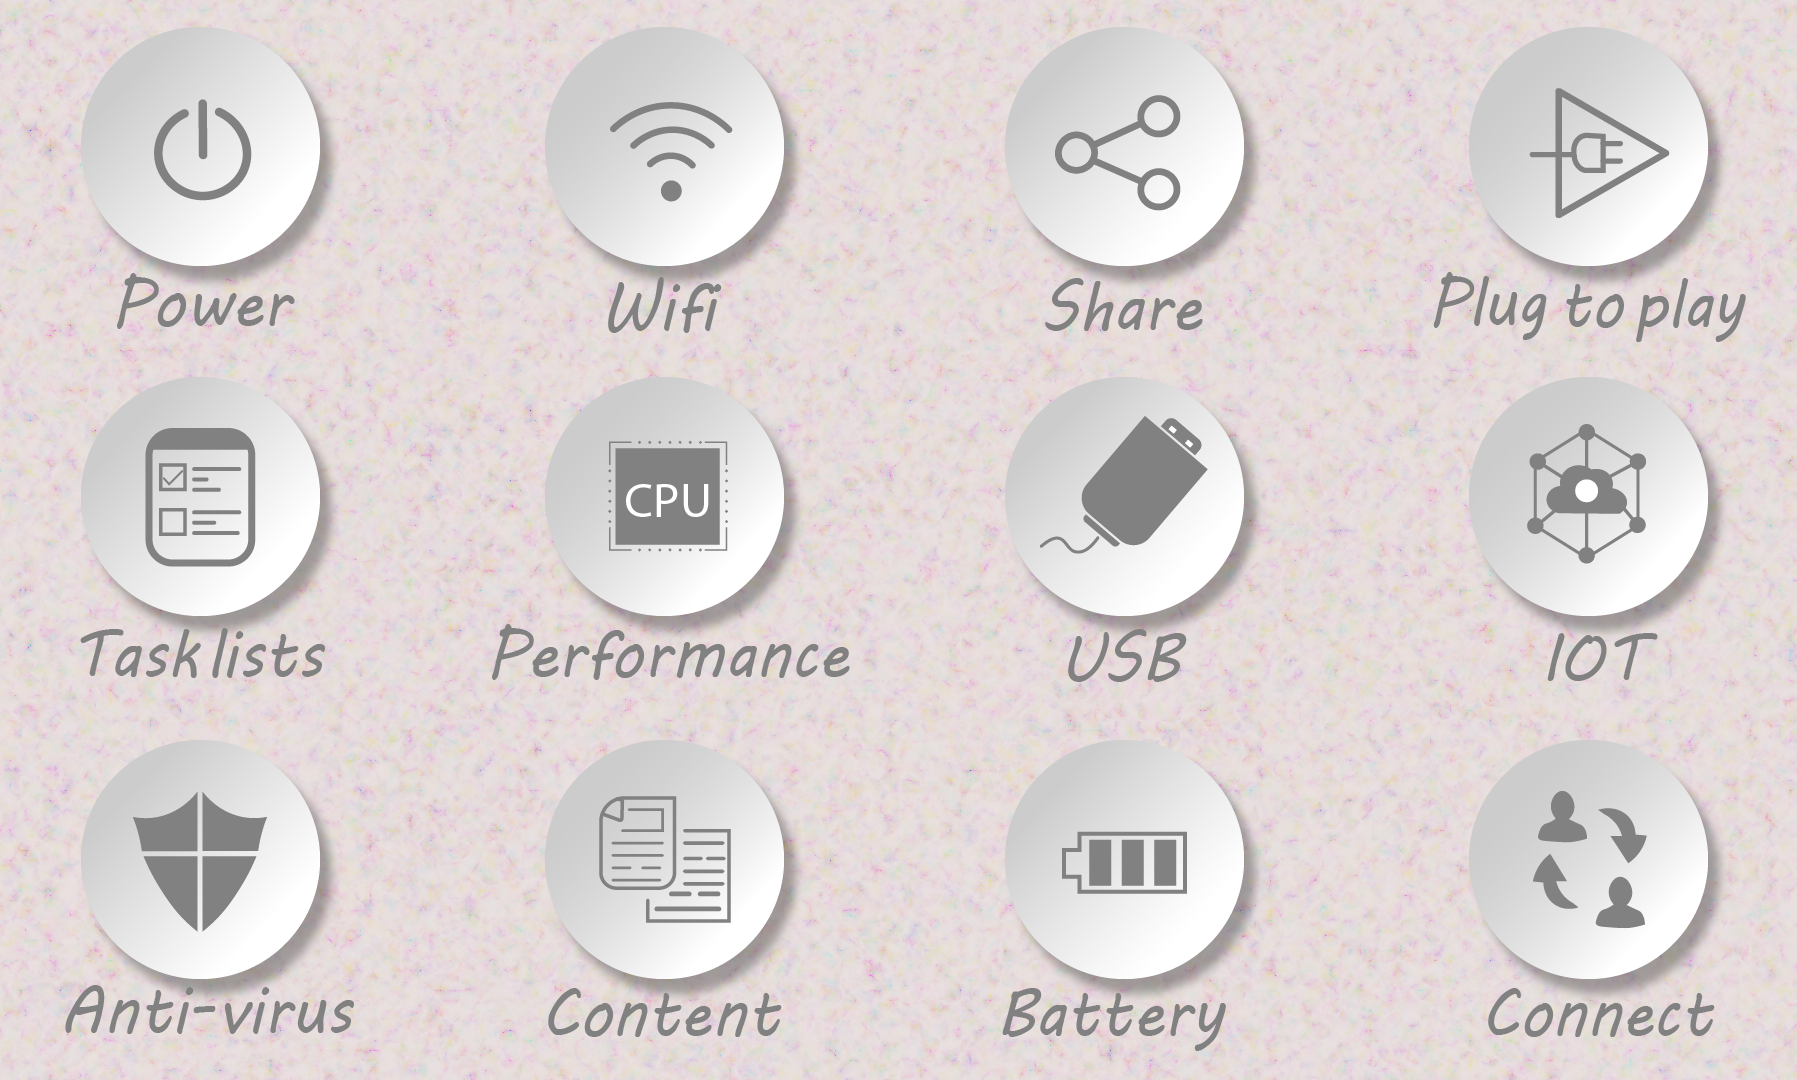 Power
Wifi
Share
Plug to play
Task lists
CPU
Performance
USB
IOT
Anti-virus
Content
Battery
Connect